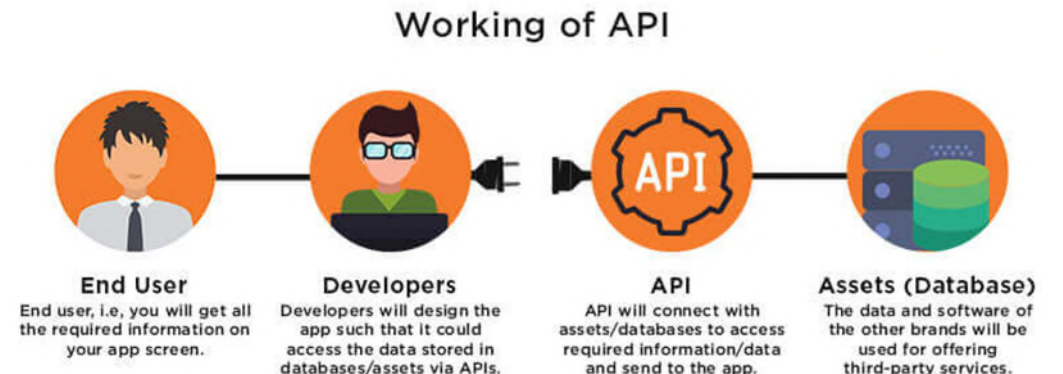 Working of API
API
End User
End user, i.e, you will get all
the required information on
your app screen.
Developers
Developers will design the
app such that it could
access the data stored in
databases/assets via APIs.
API
API will connect with
assets/databases to access
required information/data
and send to the app.
Assets (Database)
The data and software of
the other brands will be
used for offering
third-party services.